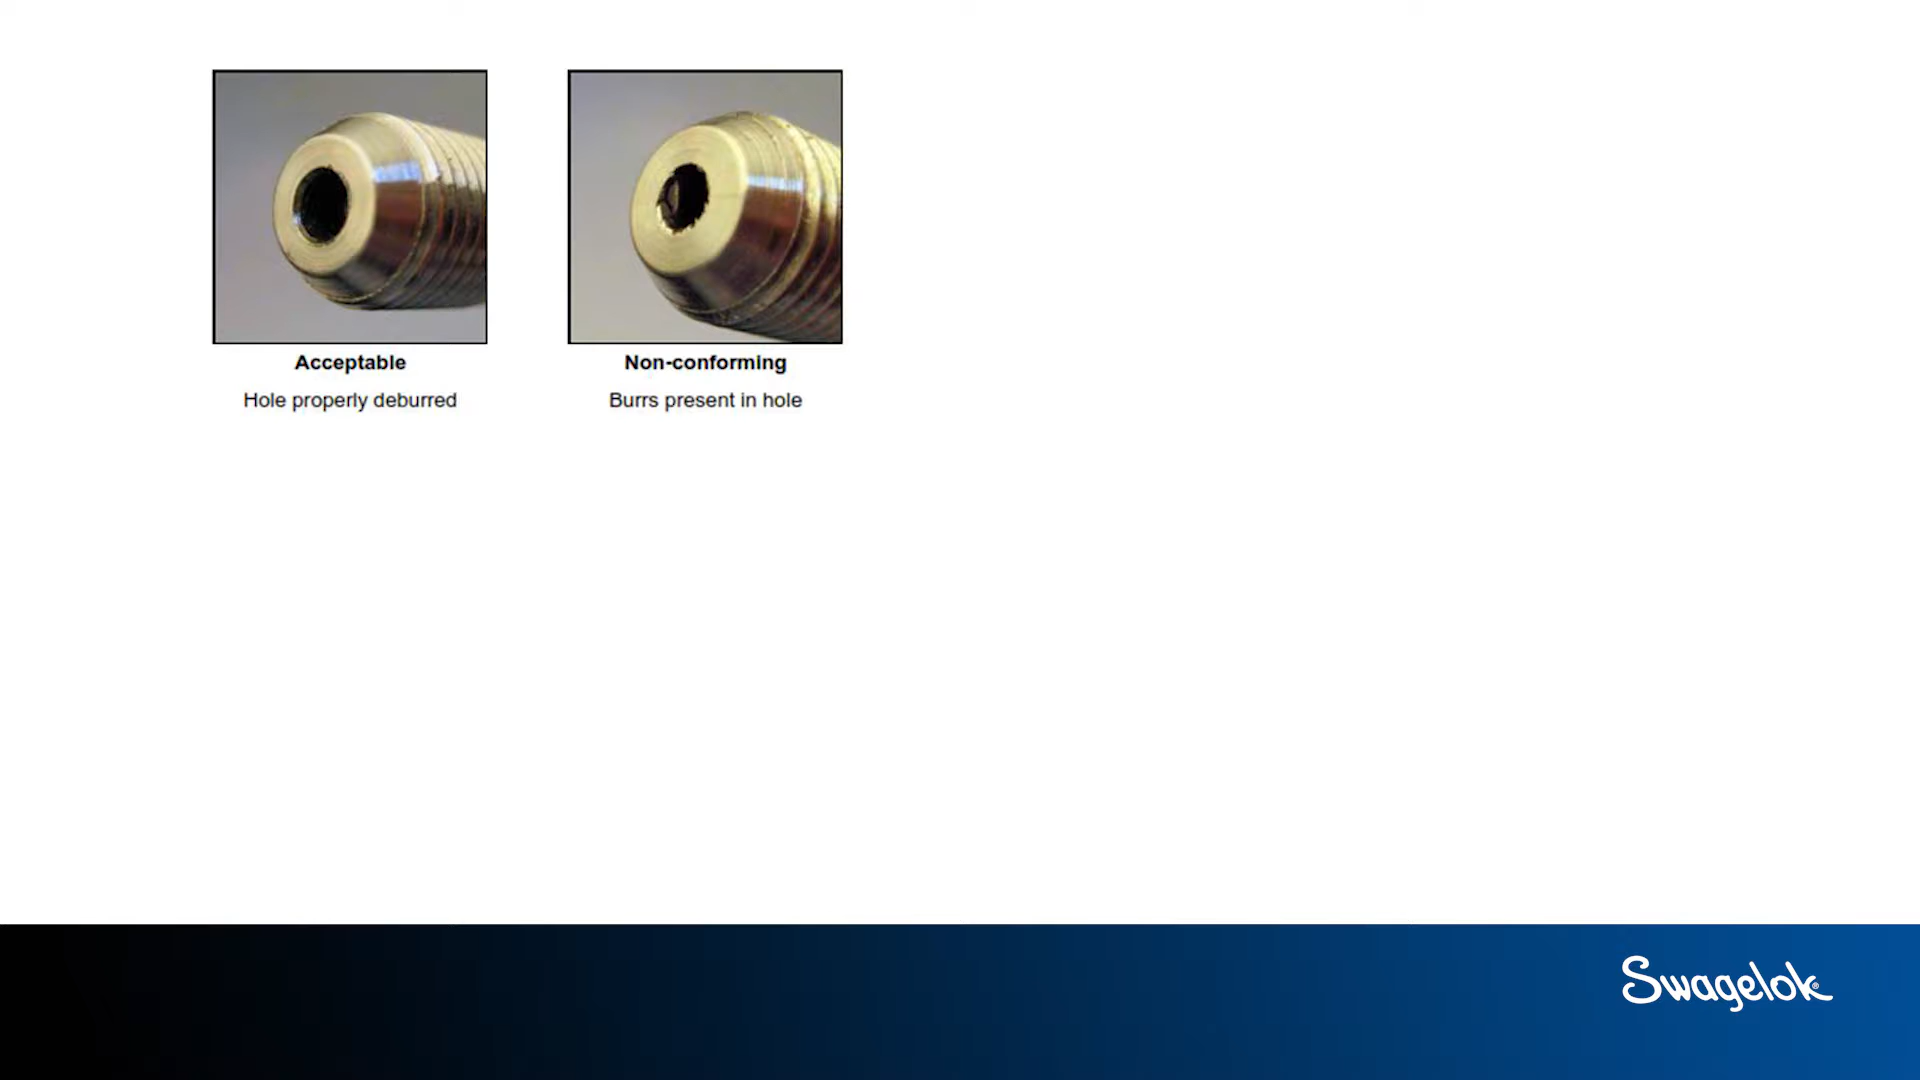 Acceptable
Hole properly deburred
Non-conforming
Burrs present in hole
Swagelok®